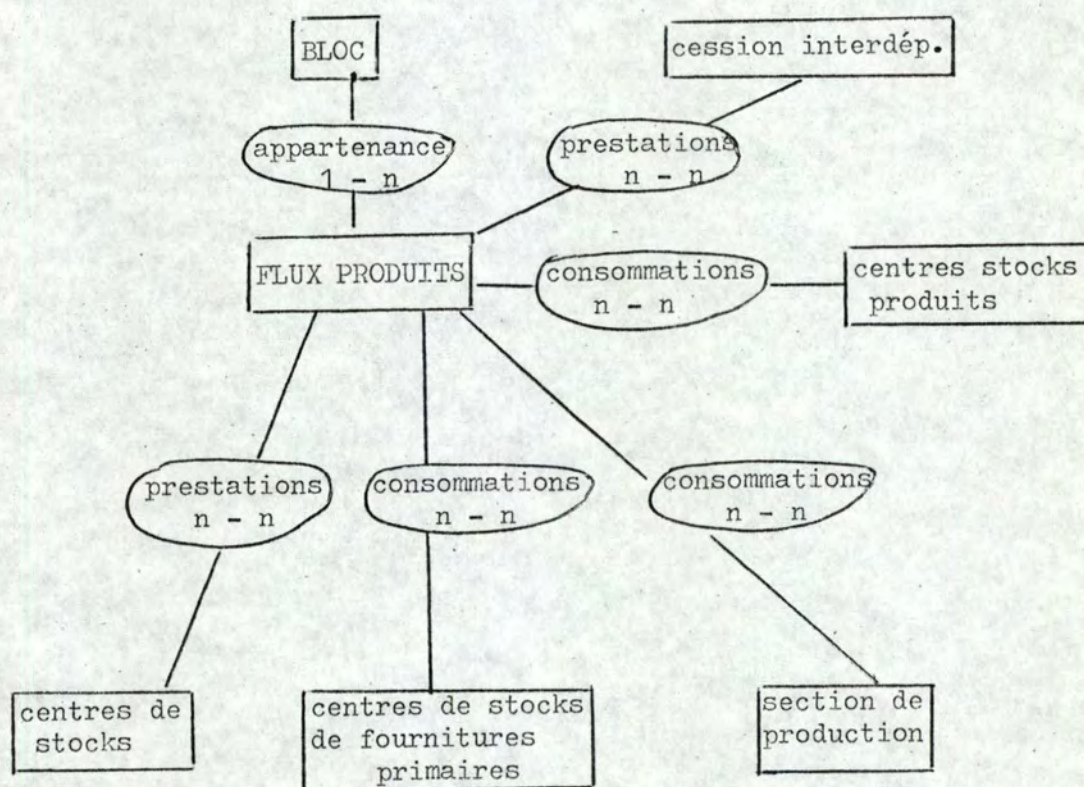 BLOC
cession interdép.
appartenance
1 - n
prestations
n - n
FLUX PRODUITS
consommations
n - n
centres stocks
produits
prestations
n - n
consommations
n - n
consommations
n - n
centres de
stocks
centres de stocks
de fournitures
primaires
section de
production